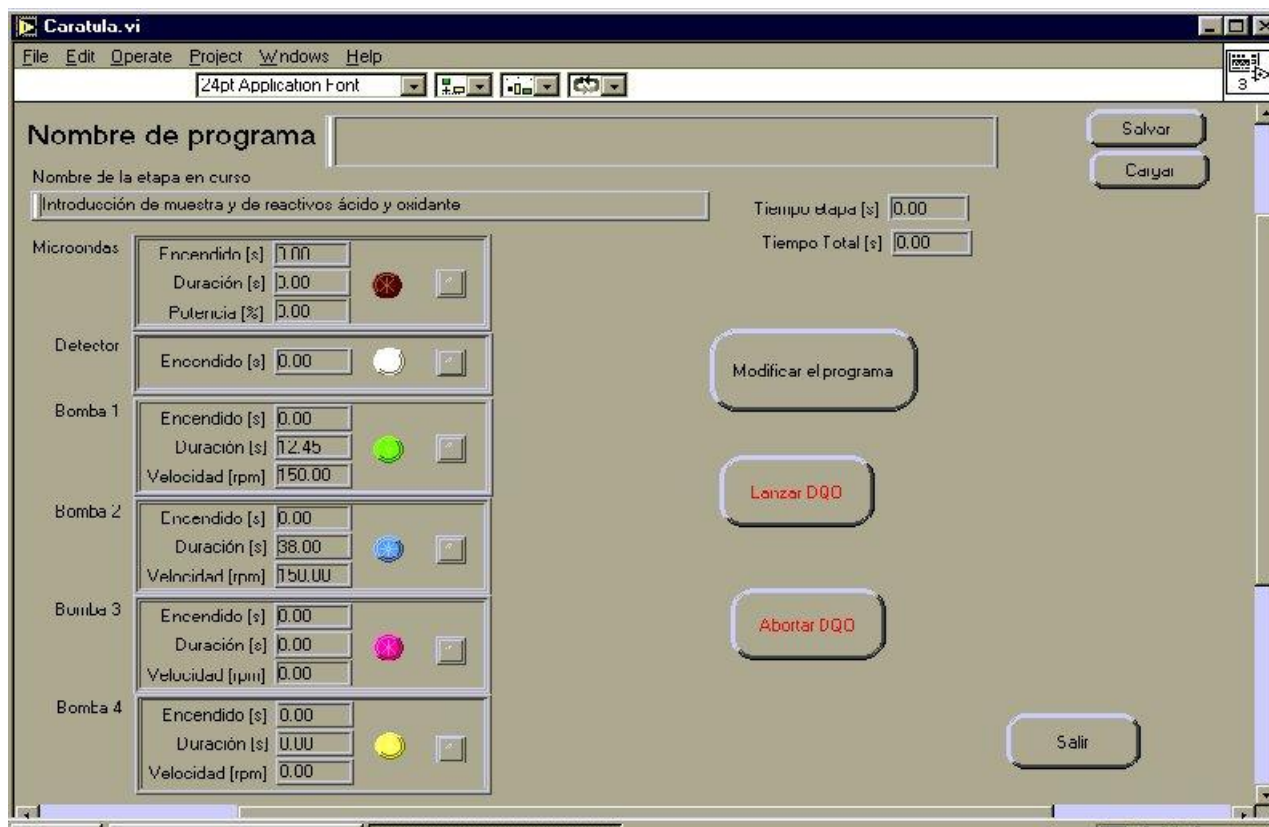 Caratula.vi
File Edit Operate Project Windows Help
24pt Application Font
3
Nombre de programa
Salvar
Cargar
Nombre de la etapa en curso
Introducción de muestra y de reactivos ácido y oxidante
Tiempo etapa [s] 0.00
Tiempo Total [s] 0.00
Microondas
Encendido [s] 0.00
Duración [s] 0.00
Potencia [%] 0.00
Detector
Encendido [s] 0.00
Modificar el programa
Bomba 1
Encendido [s] 0.00
Duración [s] 12.45
Velocidad [rpm] 150.00
Lanzar DQO
Bomba 2
Encendido [s] 0.00
Duración [s] 38.00
Velocidad [rpm] 150.00
Bomba 3
Encendido [s] 0.00
Duración [s] 0.00
Velocidad [rpm] 0.00
Abortar DQO
Bomba 4
Encendido [s] 0.00
Duración [s] 0.00
Velocidad [rpm] 0.00
Salir